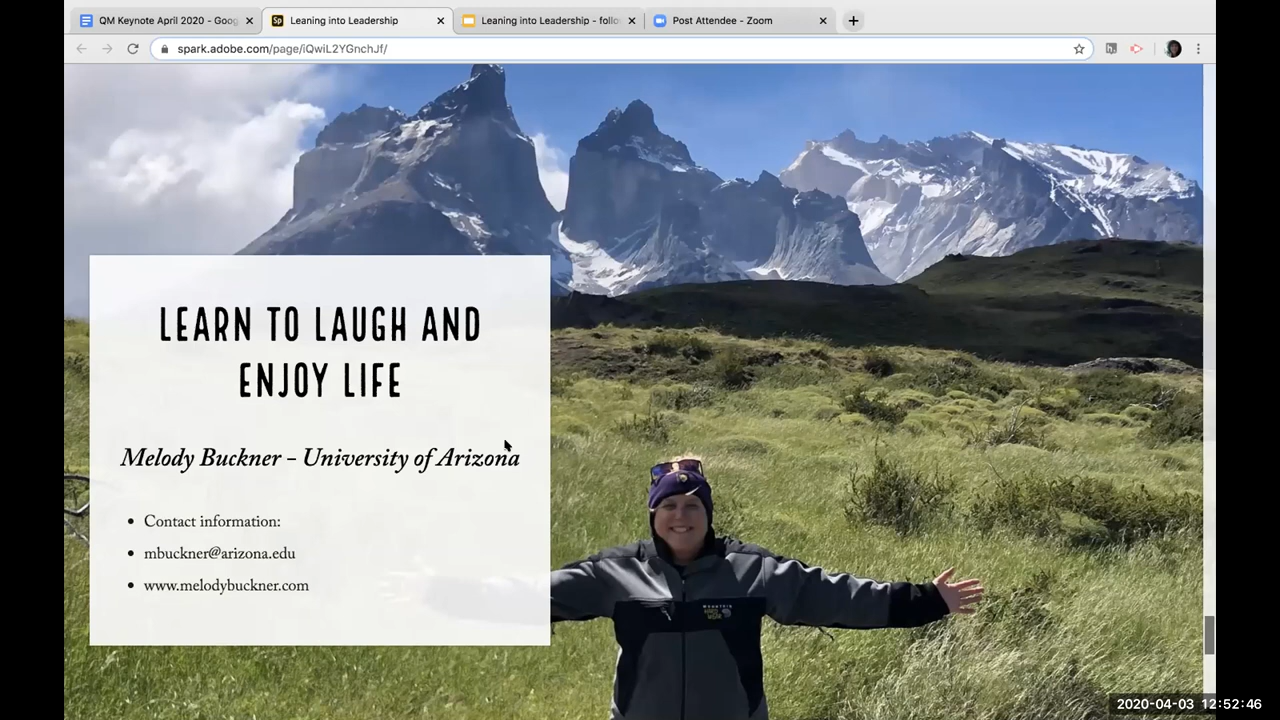 QM Keynote April 2020 - Goog
Leaning into Leadership
Leaning into Leadership - follo
Post Attendee - Zoom
spark.adobe.com/page/iQwiL2YGnchJf/
LEARN TO LAUGH AND
ENJOY LIFE
Melody Buckner - University of Arizona
• Contact information:
• mbuckner@arizona.edu
• www.melodybuckner.com
2020-04-03 12:52:46